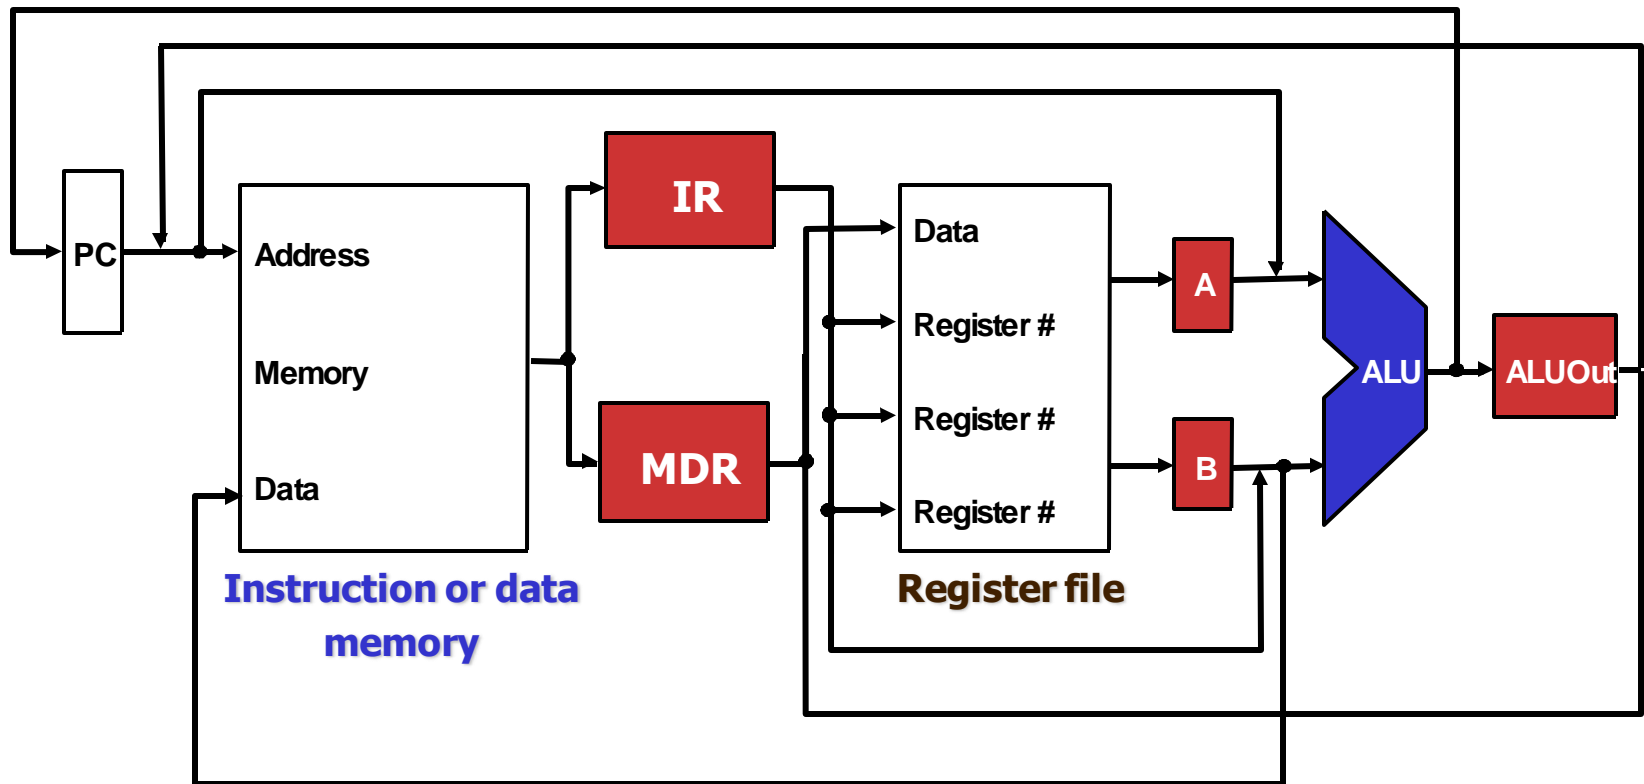 PC
Address
Memory
Data
Instruction or data
memory
IR
MDR
Data
Register #
Register #
Register #
Register file
A
B
ALU
ALUOut